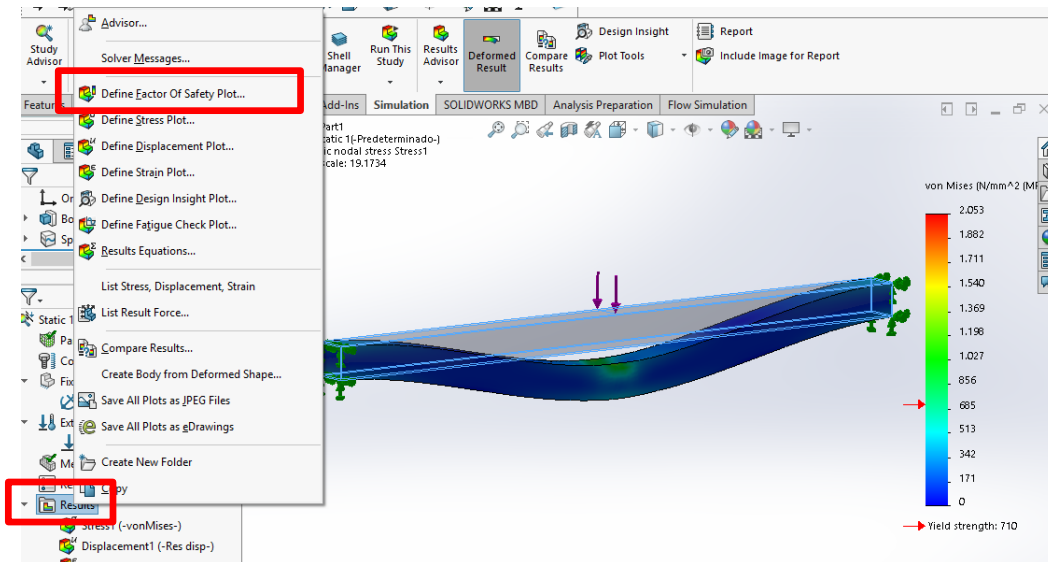 Study
Advisor
Shell
Manager
Run This
Study
Results
Advisor
Deformed
Result
Compare
Results
Design Insight
Plot Tools
Report
Include Image for Report
Add-Ins
Simulation
SOLIDWORKS MBD
Analysis Preparation
Flow Simulation
Advisor...
Solver Messages...
Define Factor Of Safety Plot...
Define Stress Plot...
Define Displacement Plot...
Define Strain Plot...
Define Design Insight Plot...
Define Fatigue Check Plot...
Results Equations...
List Stress, Displacement, Strain
List Result Force...
Compare Results...
Create Body from Deformed Shape...
Save All Plots as JPEG Files
Save All Plots as eDrawings
Create New Folder
Copy
Static 1
Results
Stress1 (-vonMises-)
Displacement1 (-Res disp-)
Part1
tatic 1(-Predeterminado-)
ic nodal stress Stress1
scale: 19.1734
von Mises (N/mm^2 (MP
2.053
1.882
1.711
1.540
1.369
1.198
1.027
856
685
513
342
171
0
Yield strength: 710